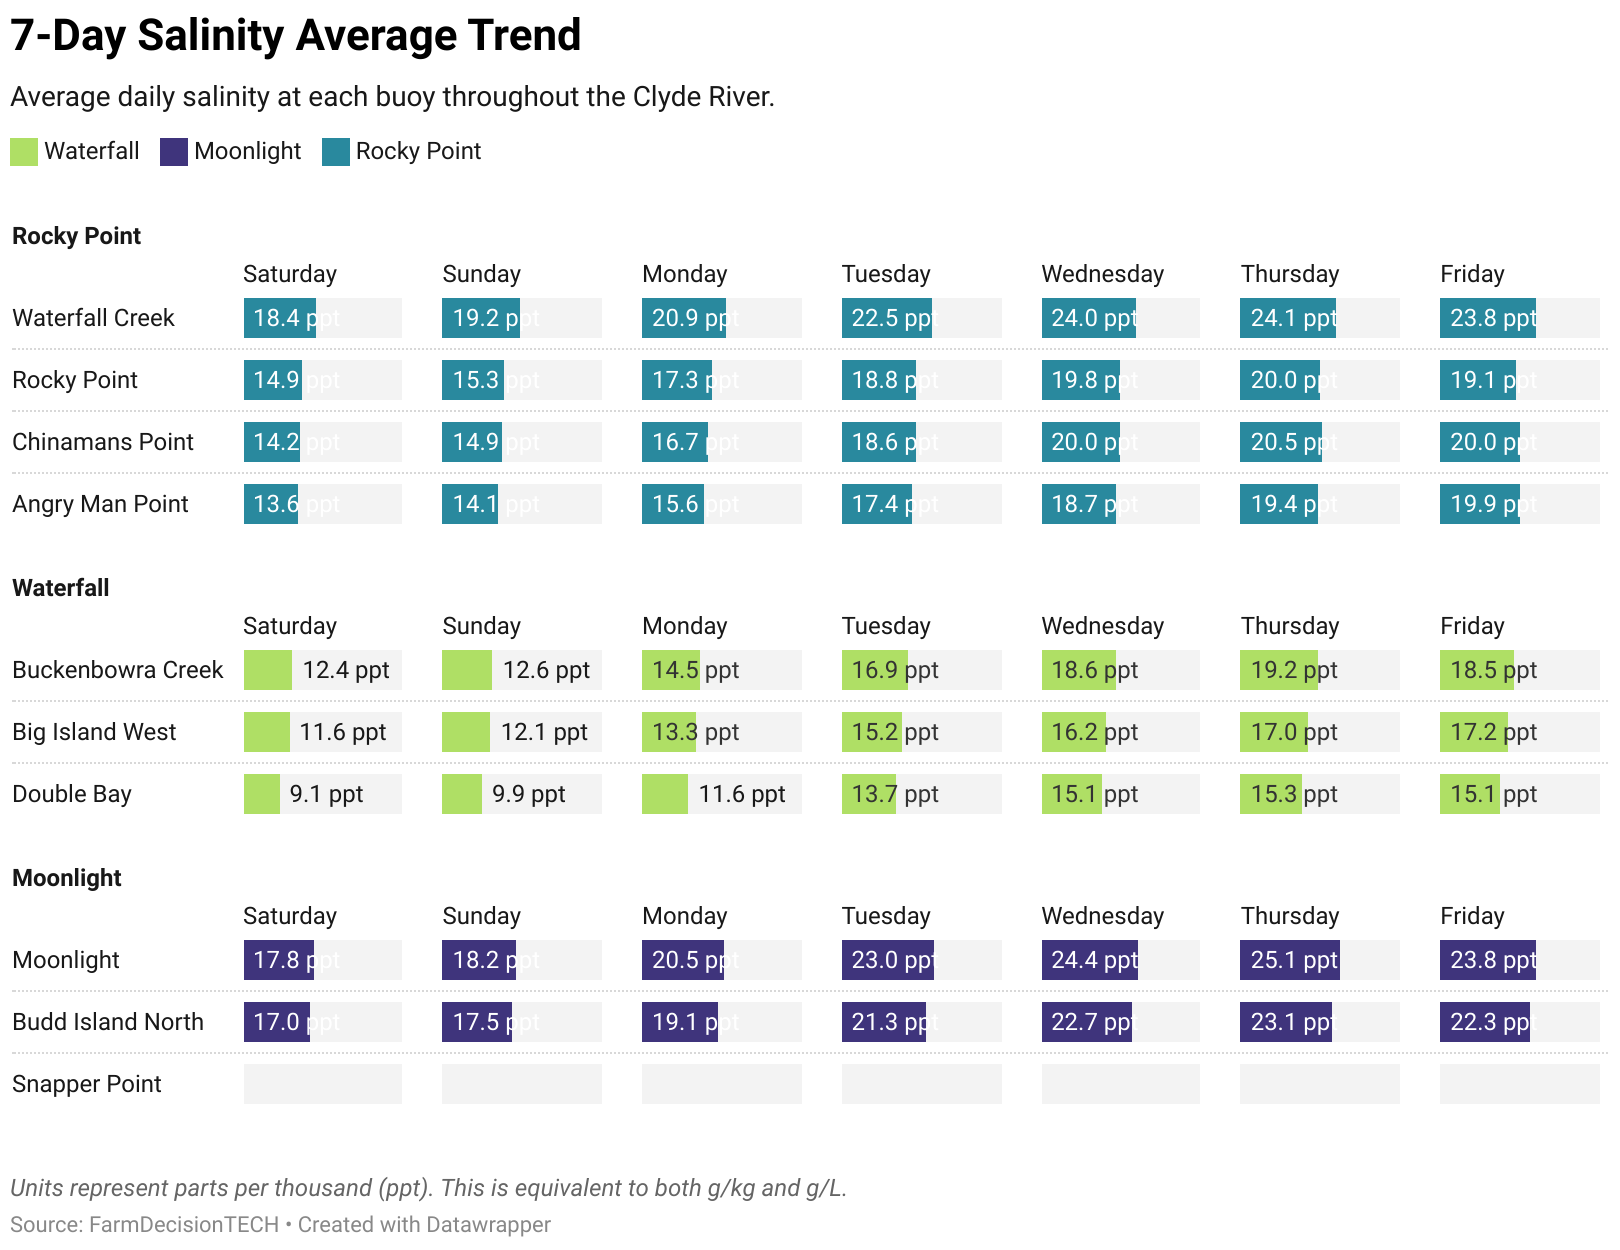 7-Day Salinity Average Trend
Average daily salinity at each buoy throughout the Clyde River.
Waterfall Moonlight Rocky Point
Rocky Point
Saturday Sunday Monday Tuesday Wednesday Thursday Friday
Waterfall Creek 18.4 ppt 19.2 ppt 20.9 ppt 22.5 ppt 24.0 ppt 24.1 ppt 23.8 ppt
Rocky Point 14.9 ppt 15.3 ppt 17.3 ppt 18.8 ppt 19.8 ppt 20.0 ppt 19.1 ppt
Chinamans Point 14.2 ppt 14.9 ppt 16.7 ppt 18.6 ppt 20.0 ppt 20.5 ppt 20.0 ppt
Angry Man Point 13.6 ppt 14.1 ppt 15.6 ppt 17.4 ppt 18.7 ppt 19.4 ppt 19.9 ppt
Waterfall
Saturday Sunday Monday Tuesday Wednesday Thursday Friday
Buckenbowra Creek 12.4 ppt 12.6 ppt 14.5 ppt 16.9 ppt 18.6 ppt 19.2 ppt 18.5 ppt
Big Island West 11.6 ppt 12.1 ppt 13.3 ppt 15.2 ppt 16.2 ppt 17.0 ppt 17.2 ppt
Double Bay 9.1 ppt 9.9 ppt 11.6 ppt 13.7 ppt 15.1 ppt 15.3 ppt 15.1 ppt
Moonlight
Saturday Sunday Monday Tuesday Wednesday Thursday Friday
Moonlight 17.8 ppt 18.2 ppt 20.5 ppt 23.0 ppt 24.4 ppt 25.1 ppt 23.8 ppt
Budd Island North 17.0 ppt 17.5 ppt 19.1 ppt 21.3 ppt 22.7 ppt 23.1 ppt 22.3 ppt
Snapper Point
Units represent parts per thousand (ppt). This is equivalent to both g/kg and g/L.
Source: FarmDecisionTECH • Created with Datawrapper